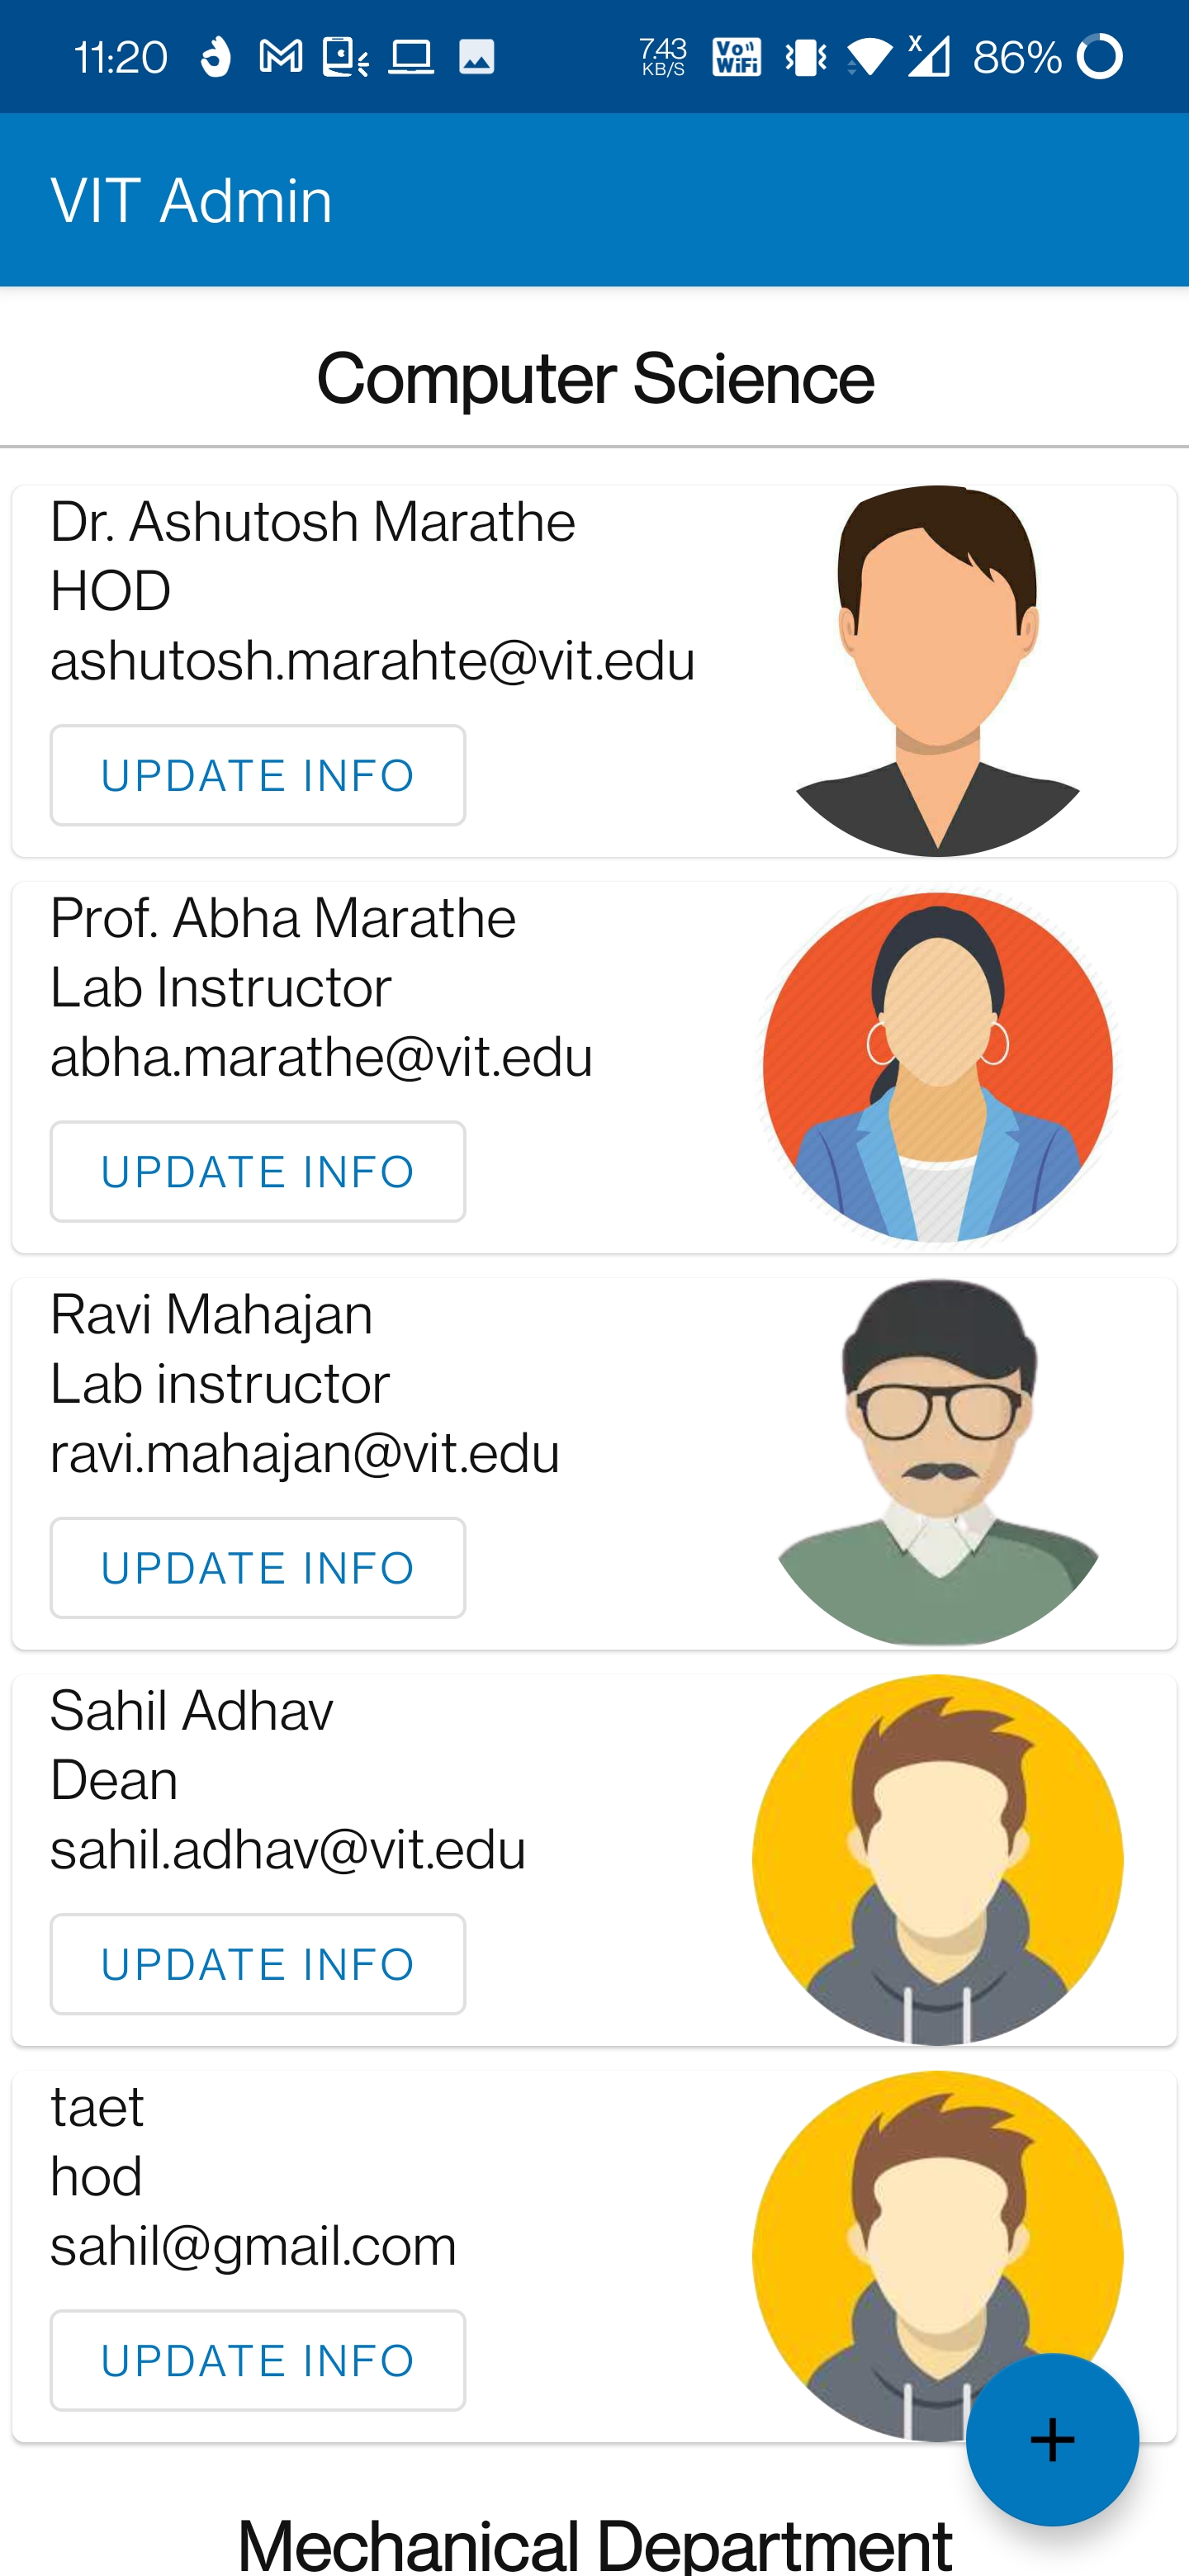 11:20
7.43
KB/S
Vo
WiFi
X
86%
VIT Admin
Computer Science
Dr. Ashutosh Marathe
HOD
ashutosh.marahte@vit.edu
UPDATE INFO
Prof. Abha Marathe
Lab Instructor
abha.marathe@vit.edu
UPDATE INFO
Ravi Mahajan
Lab instructor
ravi.mahajan@vit.edu
UPDATE INFO
Sahil Adhav
Dean
sahil.adhav@vit.edu
UPDATE INFO
taet
hod
sahil@gmail.com
UPDATE INFO
+
Mechanical Department